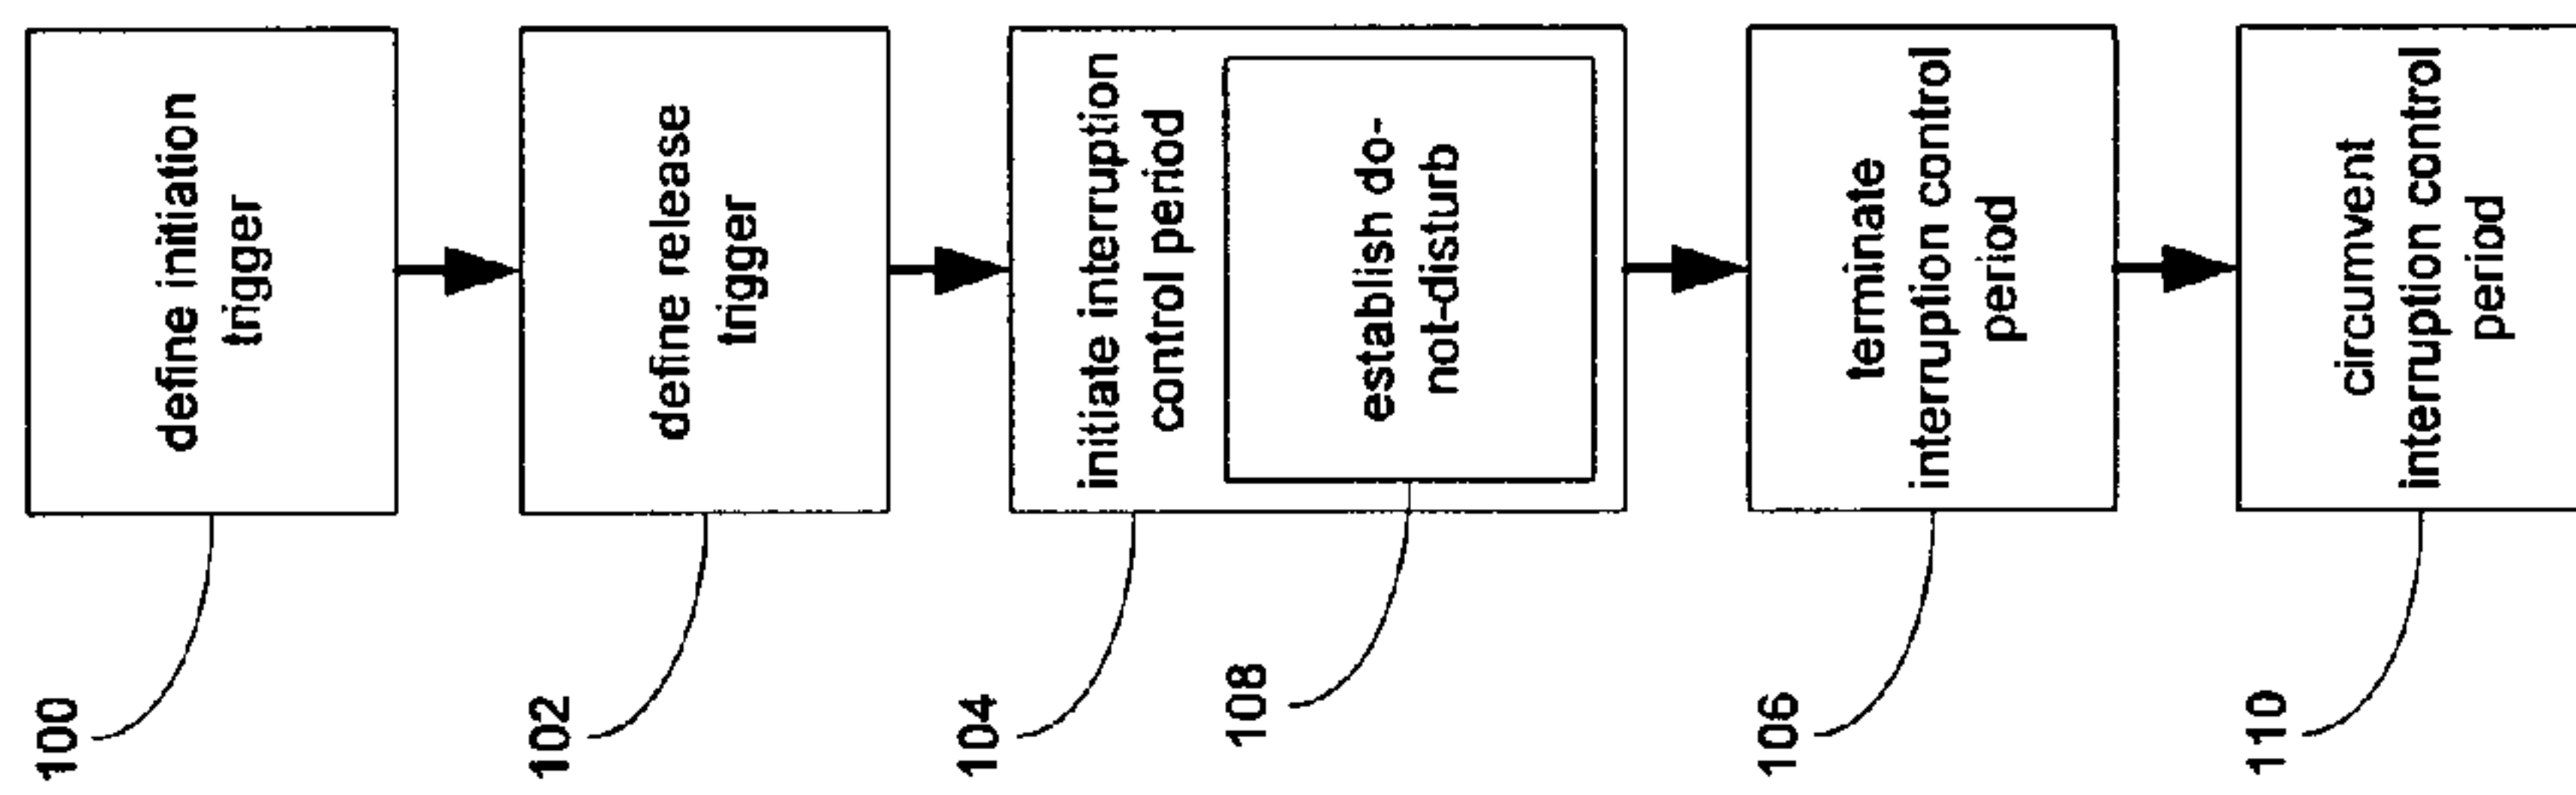 100
define initiation
trigger
102
define release
trigger
104
initiate interruption
control period
108
establish do-
not-disturb
106
terminate
interruption control
period
110
circumvent
interruption control
period